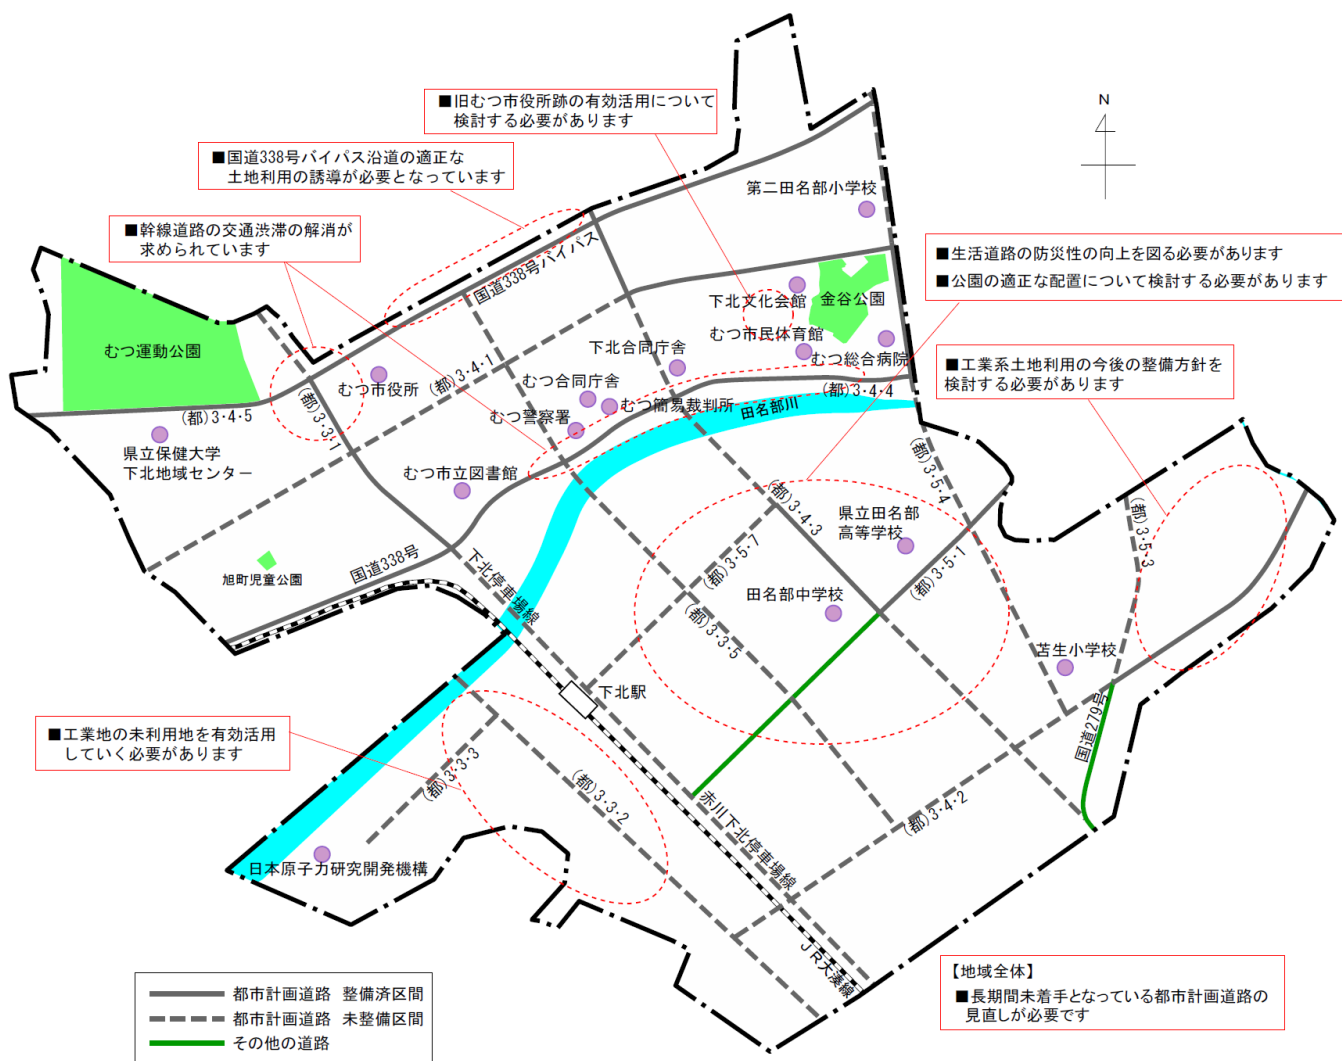 ■旧むつ市役所跡の有効活用について
検討する必要があります
N
■国道338号バイパス沿道の適正な
土地利用の誘導が必要となっています
第二田名部小学校
■幹線道路の交通渋滞の解消が
求められています
■生活道路の防災性の向上を図る必要があります
■公園の適正な配置について検討する必要があります
国道338号バイパス
下北文化会館
金谷公園
むつ運動公園
むつ市民体育館
下北合同庁舎
むつ総合病院
■工業系土地利用の今後の整備方針を
検討する必要があります
むつ市役所
(都)3・4・1
むつ合同庁舎
(都)3・4・4
(都)3・4・5
(都)3・3・1
むつ簡易裁判所
田名部川
むつ警察署
県立保健大学
下北地域センター
むつ市立図書館
(都)3・5・4
(都)3・4・3
県立田名部
高等学校
(都)3・5・3
国道338号
旭町児童公園
下北停車場線
(都)3・5・7
(都)3・5・1
田名部中学校
(都)3・3・5
苫生小学校
下北駅
国道279号
■工業地の未利用地を有効活用
していく必要があります
(都)3・3・3
(都)3・3・2
赤川下北停車場線
(都)3・4・2
日本原子力研究開発機構
JR大湊線
【地域全体】
■長期間未着手となっている都市計画道路の
見直しが必要です
都市計画道路 整備済区間
都市計画道路 未整備区間
その他の道路